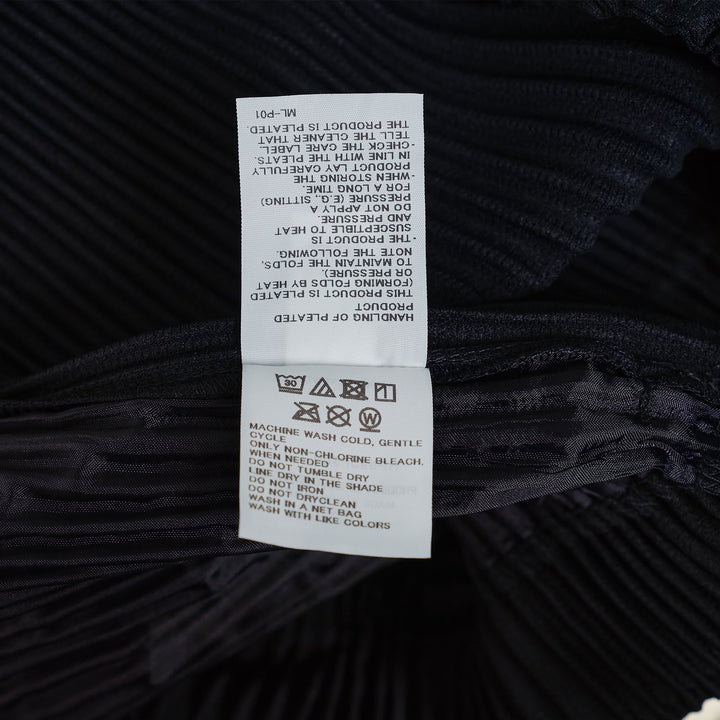 HANDLING OF PLEATED
PRODUCT
THIS PRODUCT IS PLEATED
(FORMING FOLDS BY HEAT
OR PRESSURE)
TO MAINTAIN THE FOLDS,
NOTE THE FOLLOWING.
・THE PRODUCT IS
SUSCEPTIBLE TO HEAT
AND PRESSURE.
DO NOT APPLY A
PRESSURE (E.G., SITTING)
FOR A LONG TIME.
・WHEN STORING THE
PRODUCT LAY CAREFULLY
IN LINE WITH THE PLEATS.
・CHECK THE CARE LABEL.
TELL THE CLEANER THAT
THE PRODUCT IS PLEATED.
ML-P01
30
W
MACHINE WASH COLD, GENTLE
CYCLE
ONLY NON-CHLORINE BLEACH,
WHEN NEEDED
DO NOT TUMBLE DRY
LINE DRY IN THE SHADE
DO NOT IRON
DO NOT DRYCLEAN
WASH IN A NET BAG
WASH WITH LIKE COLORS